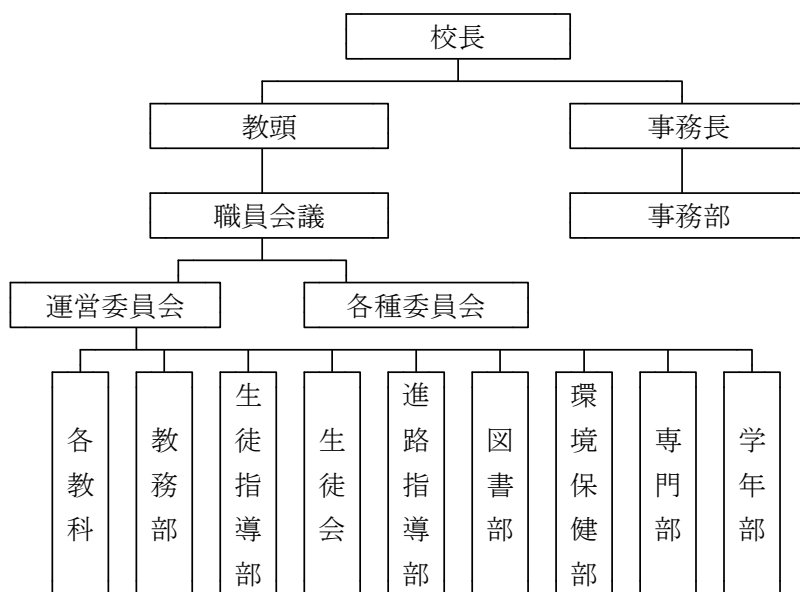 校長
教頭
事務長
職員会議
事務部
運営委員会
各種委員会
各教科
教務部
生徒指導部
生徒会
進路指導部
図書部
環境保健部
専門部
学年部